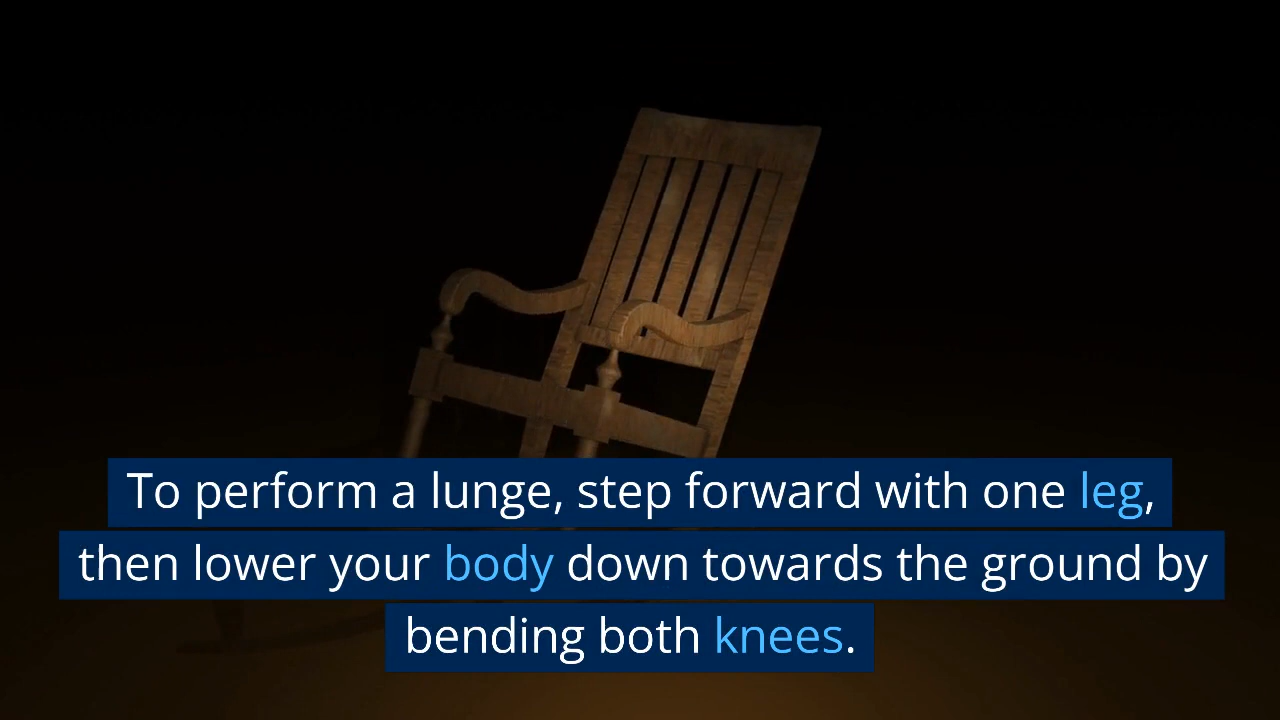 To perform a lunge, step forward with one leg,
then lower your body down towards the ground by
bending both knees.